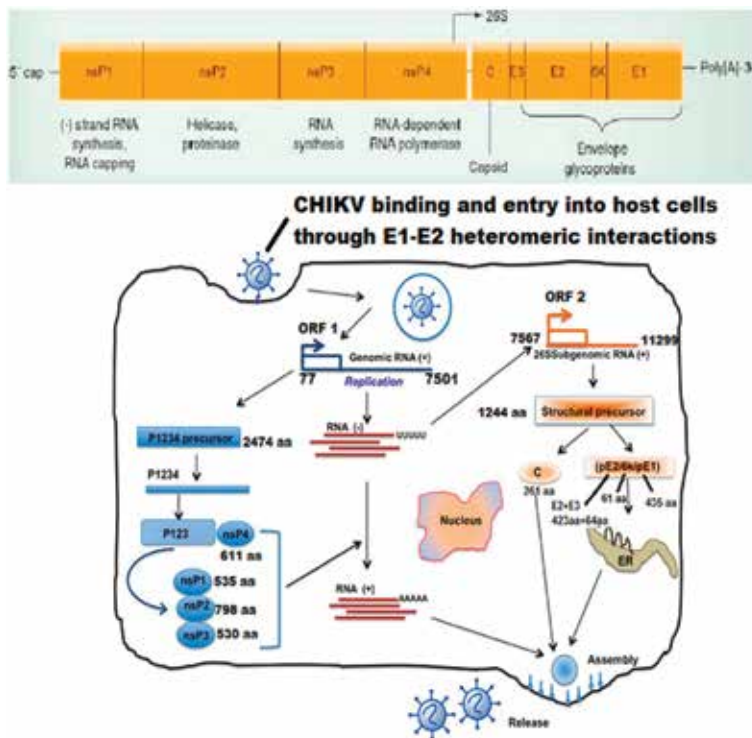 26S
5' cap
nsP1
nsP2
nsP3
nsP4
C
E3
E2
6K
E1
Poly[A]-3
(-) strand RNA
synthesis,
RNA capping
Helicase,
proteinase
RNA
synthesis
RNA-dependent
RNA polymerase
Capsid
Envelope
glycoproteins
CHIKV binding and entry into host cells
through E1-E2 heteromeric interactions
ORF 1
Genomic RNA (+)
77
Replication
7501
ORF 2
7567
11299
26SSubgenomic RNA (+)
1244 aa
Structural precursor
P1234 precursor
2474 aa
RNA (-)
UUUUU
P1234
C
261 aa
(pE2/6k/pE1)
E2+E3
423aa+64aa
61 aa
435 aa
Nucleus
P123
nsP4
611 aa
ER
nsP1
535 aa
nsP2
798 aa
nsP3
530 aa
RNA (+)
AAAAA
Assembly
Release